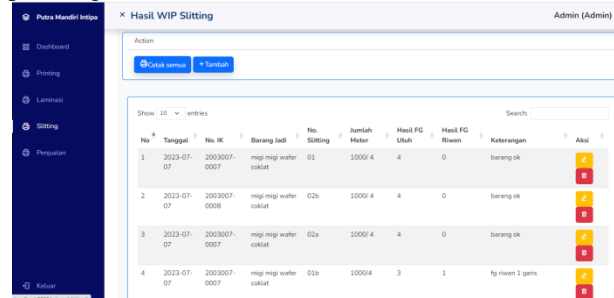 Putra Mandiri Intipa
× Hasil WIP Slitting
Admin (Admin)
Dashboard
Printing
Laminasi
Slitting
Penjualan
Keluar
Action
Cetak semua
+ Tambah
Show 10 entries
Search:
No Tanggal No. IK Barang Jadi No. Slitting Jumlah Meter Hasil FG Utuh Hasil FG Riwen Keterangan Aksi
1 2023-07-07 2003007-0007 migi migi wafer coklat 01 1000/ 4 4 0 barang ok
2 2023-07-07 2003007-0008 migi migi wafer coklat 02b 1000/ 4 4 0 barang ok
3 2023-07-07 2003007-0007 migi migi wafer coklat 02a 1000/ 4 4 0 barang ok
4 2023-07-07 2003007-0007 migi migi wafer coklat 01b 1000/4 3 1 fg riwen 1 garis